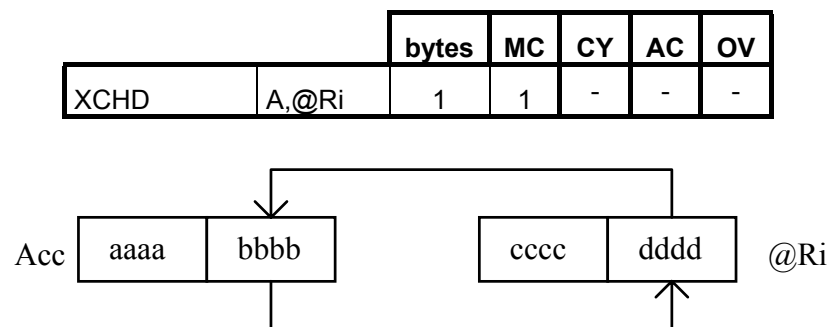 bytes MC CY AC OV
XCHD A,@Ri 1 1 - - -
Acc aaaa bbbb cccc dddd @Ri